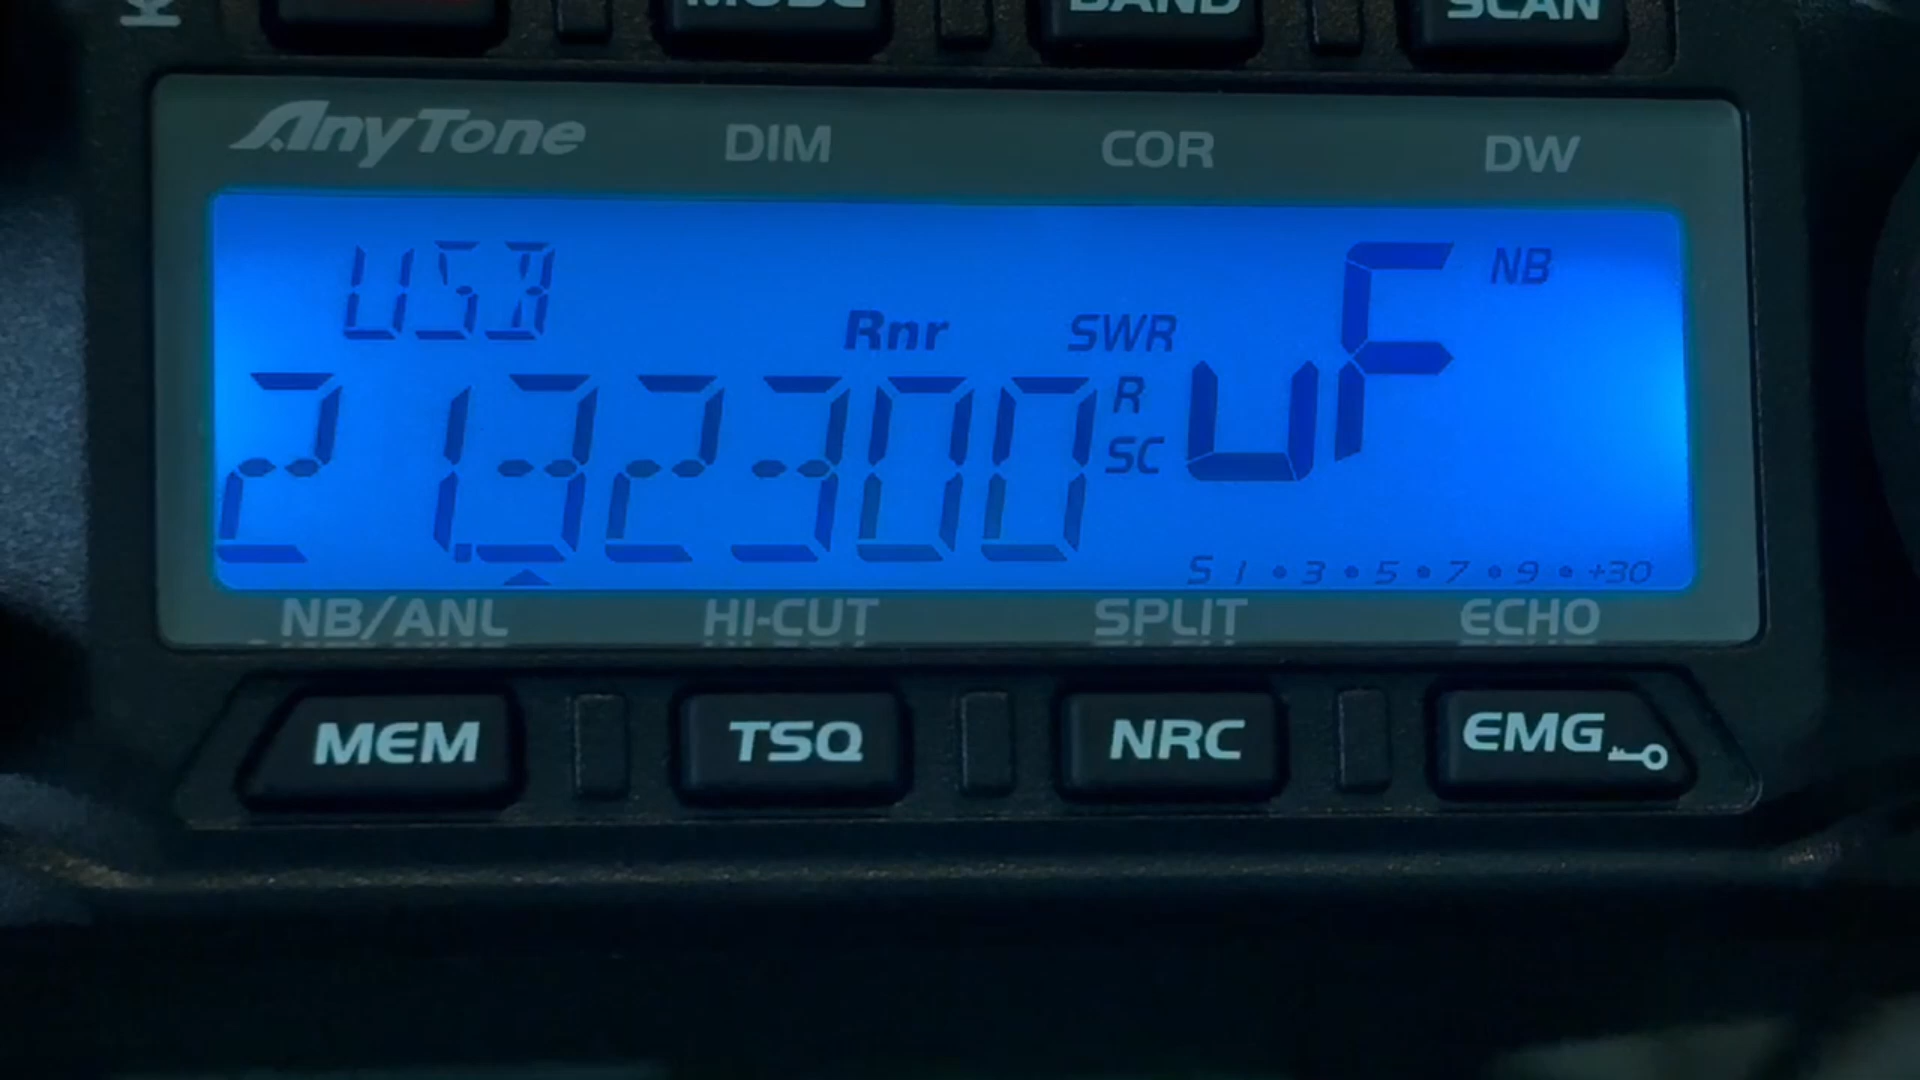 MODE BAND SCAN
AnyTone DIM COR DW
USB Rnr SWR NB
21.32300 R SC uF
S 1 • 3 • 5 • 7 • 9 • +30
NB/ANL HI-CUT SPLIT ECHO
MEM TSQ NRC EMG